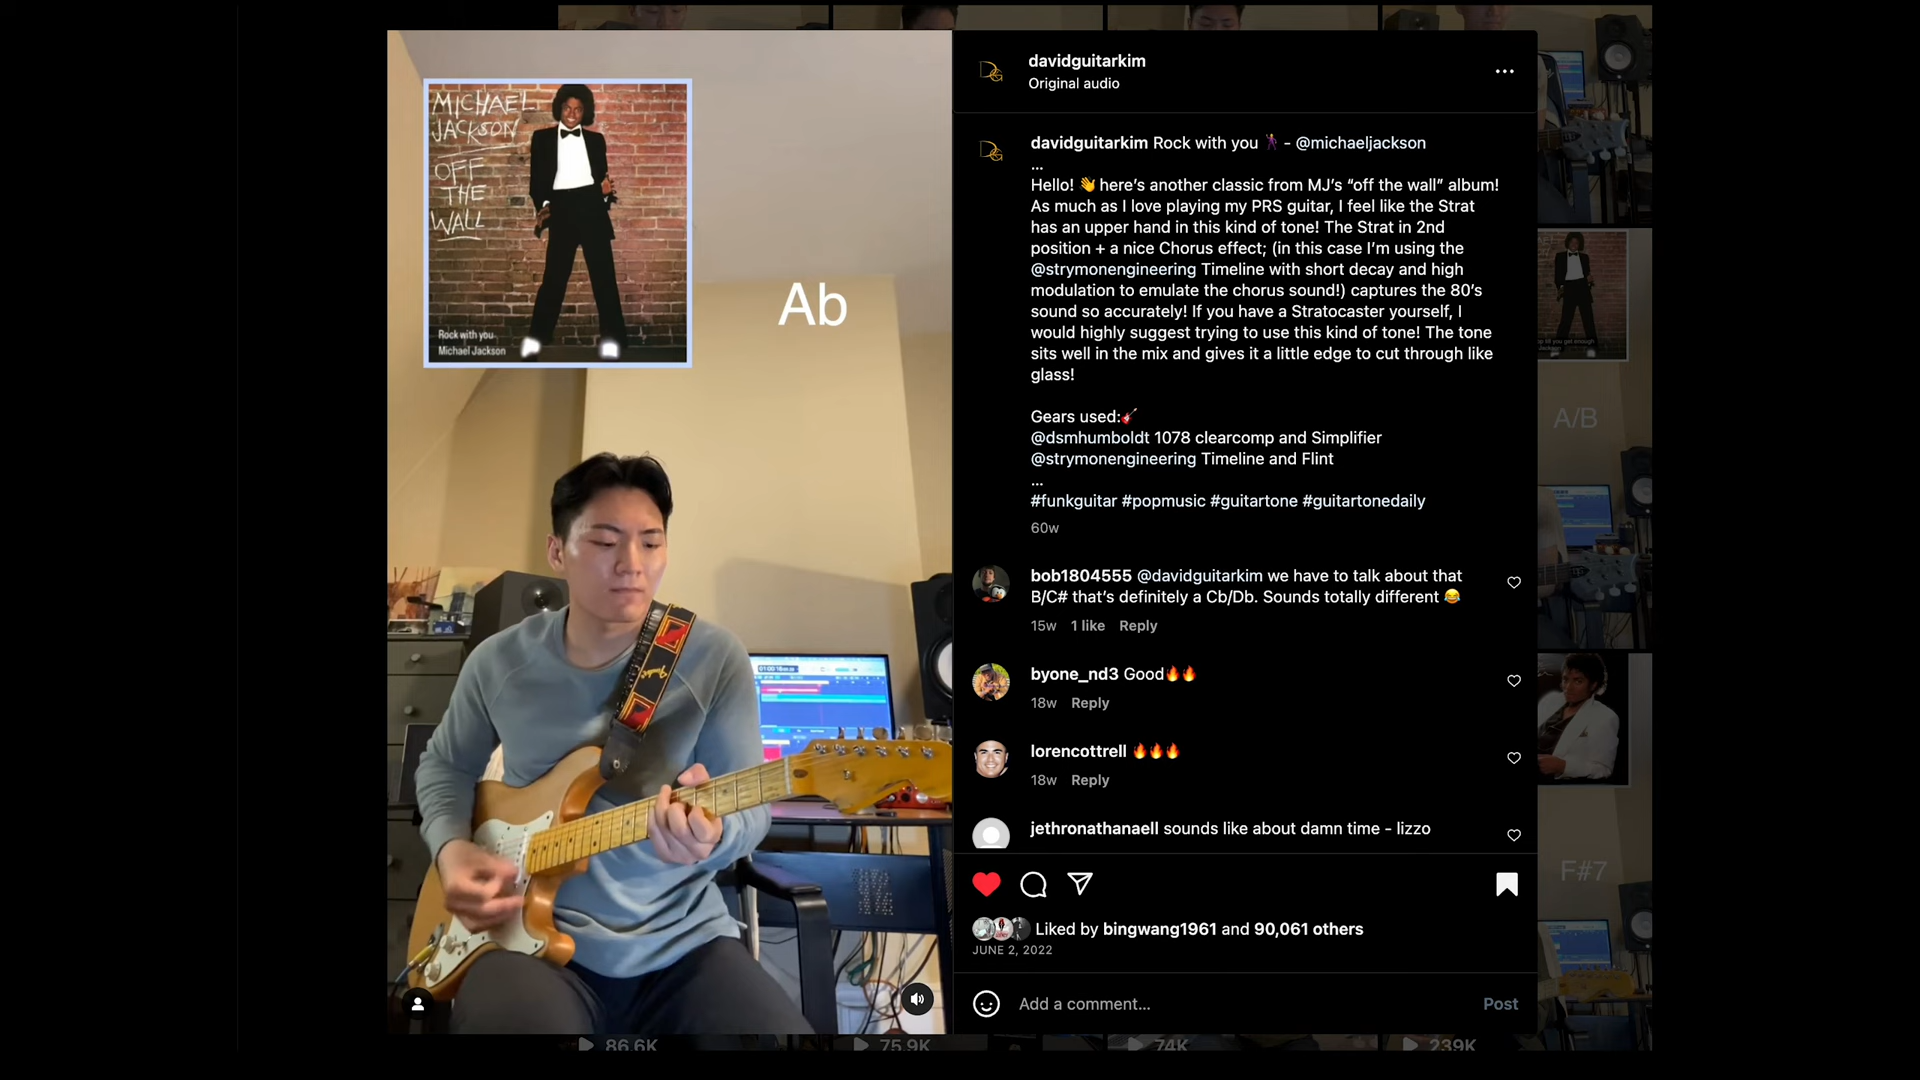 MICHAEL
JACKSON
OFF
THE
WALL
Rock with you
Michael Jackson
Ab
davidguitarkim
Original audio
davidguitarkim Rock with you 🕺 - @michaeljackson
...
Hello! 👋 here's another classic from MJ's “off the wall” album!
As much as I love playing my PRS guitar, I feel like the Strat
has an upper hand in this kind of tone! The Strat in 2nd
position + a nice Chorus effect; (in this case I'm using the
@strymonengineering Timeline with short decay and high
modulation to emulate the chorus sound!) captures the 80's
sound so accurately! If you have a Stratocaster yourself, I
would highly suggest trying to use this kind of tone! The tone
sits well in the mix and gives it a little edge to cut through like
glass!
Gears used:🎸
@dsmhumboldt 1078 clearcomp and Simplifier
@strymonengineering Timeline and Flint
...
#funkguitar #popmusic #guitartone #guitartonedaily
60w
bob1804555 @davidguitarkim we have to talk about that
B/C# that's definitely a Cb/Db. Sounds totally different 😂
15w 1 like Reply
byone_nd3 Good🔥🔥
18w Reply
lorencottrell 🔥🔥🔥
18w Reply
jethronathanaell sounds like about damn time - lizzo
Liked by bingwang1961 and 90,061 others
JUNE 2, 2022
Add a comment...
Post
A/B
F#7
86.6K
75.9K
74K
239K